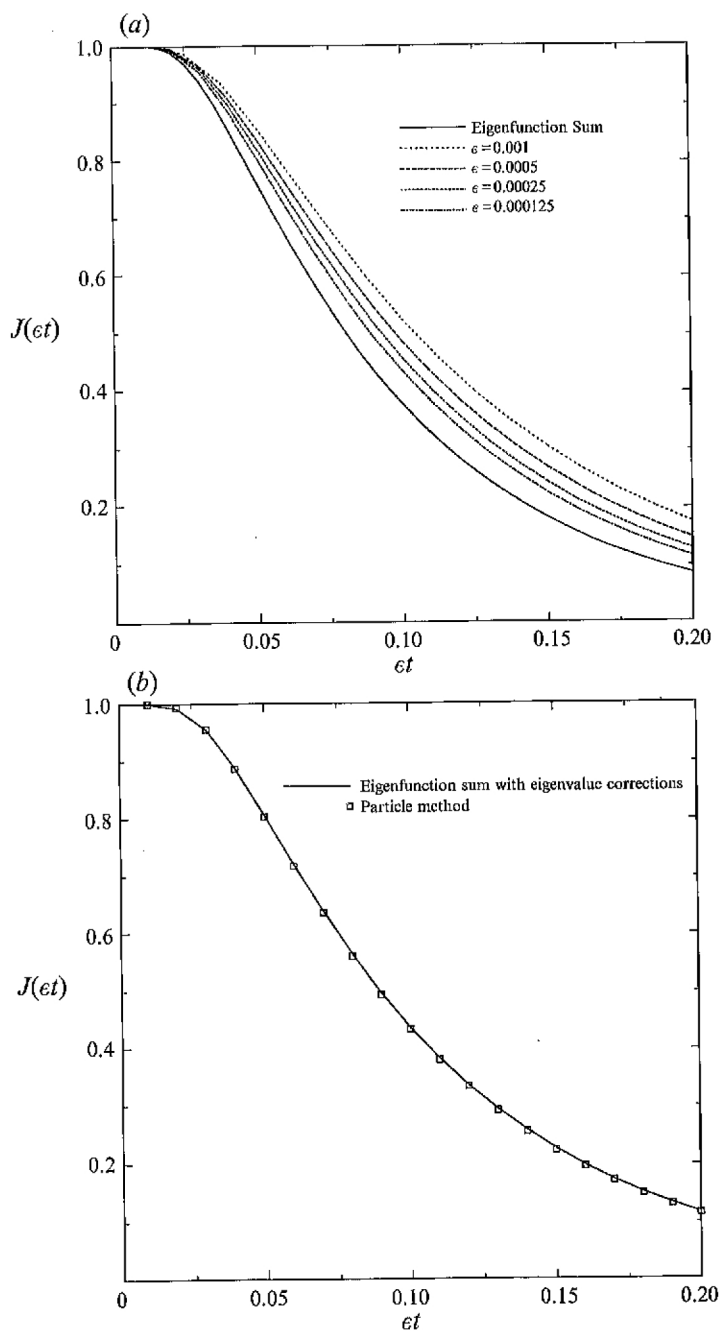 (a)
1.0
0.8
0.6
0.4
0.2
J(ϵt)
Eigenfunction Sum
ϵ=0.001
ϵ=0.0005
ϵ=0.00025
ϵ=0.000125
0 0.05 0.10 0.15 0.20
ϵt
(b)
1.0
0.8
0.6
0.4
0.2
J(ϵt)
Eigenfunction sum with eigenvalue corrections
Particle method
0 0.05 0.10 0.15 0.20
ϵt